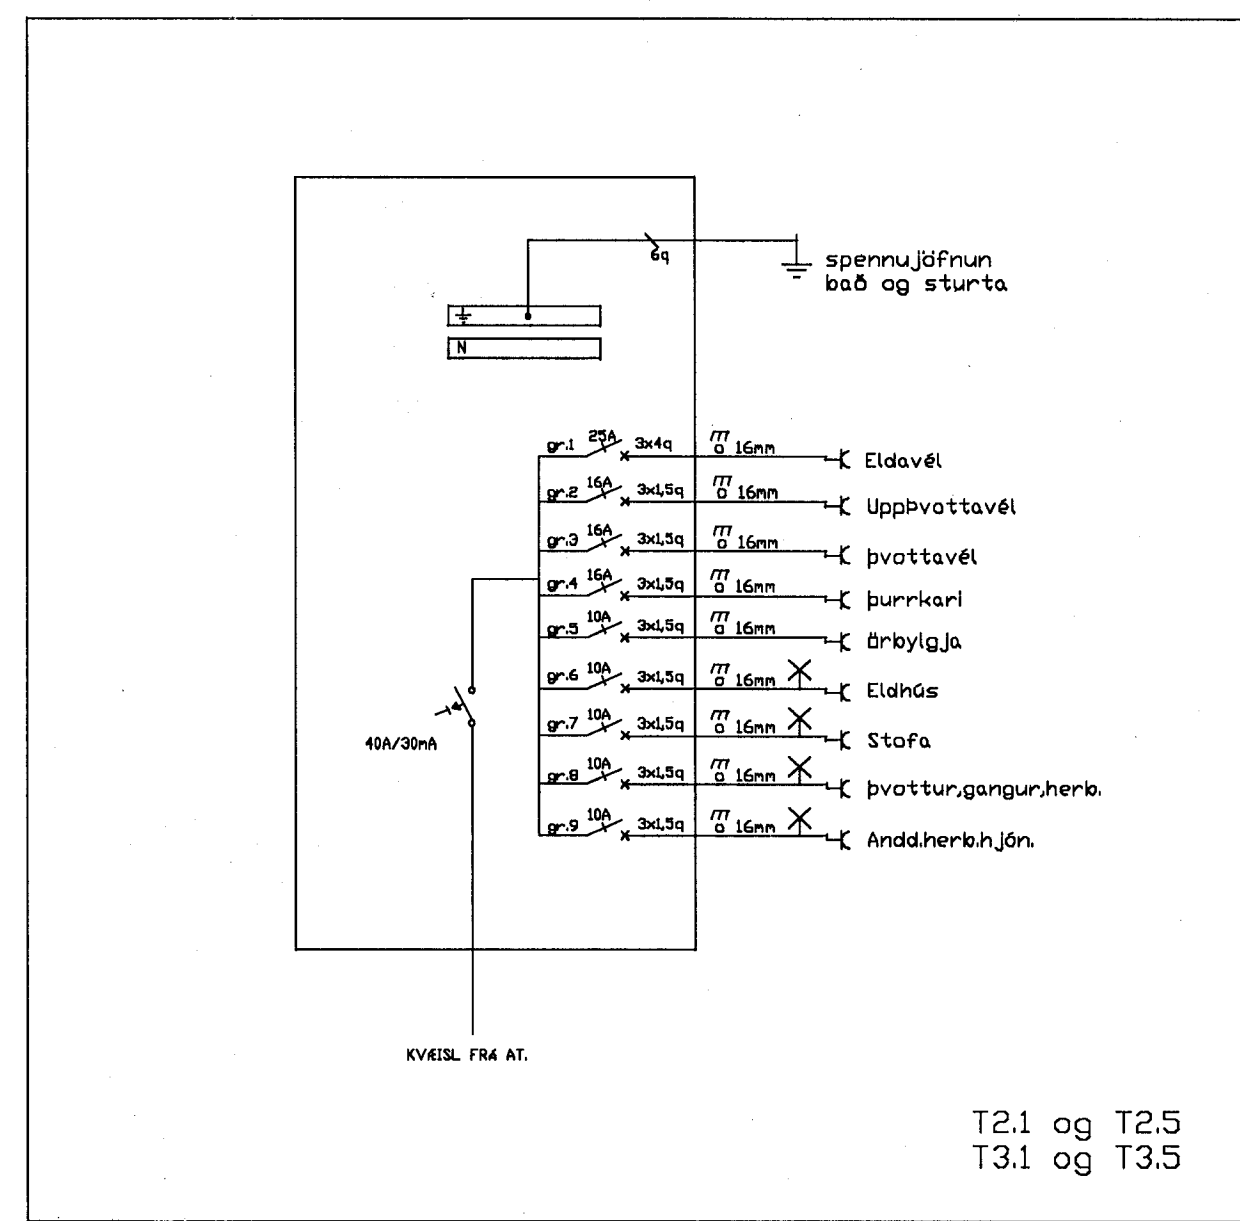 6q
spennujöfnun
bað og sturta
N
gr.1 25A 3x4q 16mm Eldavél
gr.2 16A 3x1,5q 16mm UppÞvottavél
gr.3 16A 3x1,5q 16mm Þvottavél
gr.4 16A 3x1,5q 16mm Þurrkari
gr.5 10A 3x1,5q 16mm örbylgja
gr.6 10A 3x1,5q 16mm Eldhús
gr.7 10A 3x1,5q 16mm Stofa
gr.8 10A 3x1,5q 16mm Þvottur,gangur,herb.
gr.9 10A 3x1,5q 16mm Andd.herb.hjón.
40A/30mA
KVÆISL FRÁ AT.
T2.1 og T2.5
T3.1 og T3.5